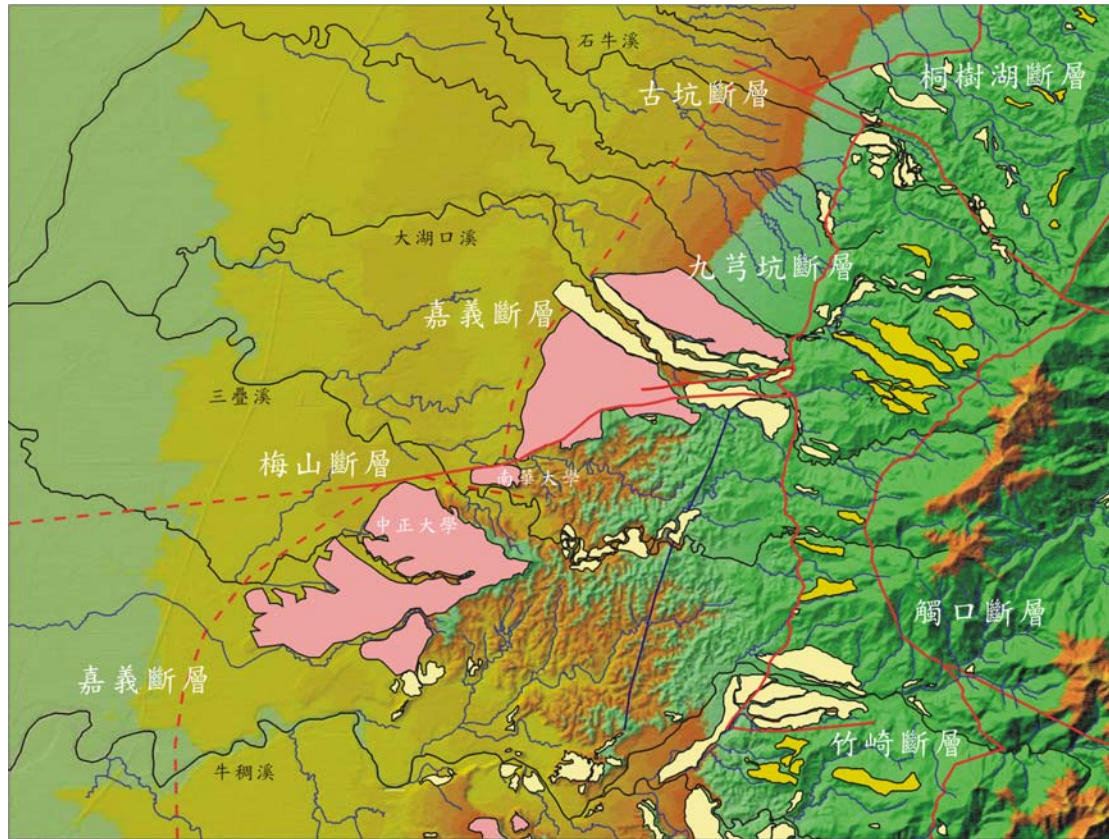 石牛溪
桐樹湖斷層
古坑斷層
大湖口溪
九芎坑斷層
嘉義斷層
三疊溪
梅山斷層
南華大學
中正大學
觸口斷層
嘉義斷層
竹崎斷層
牛稠溪